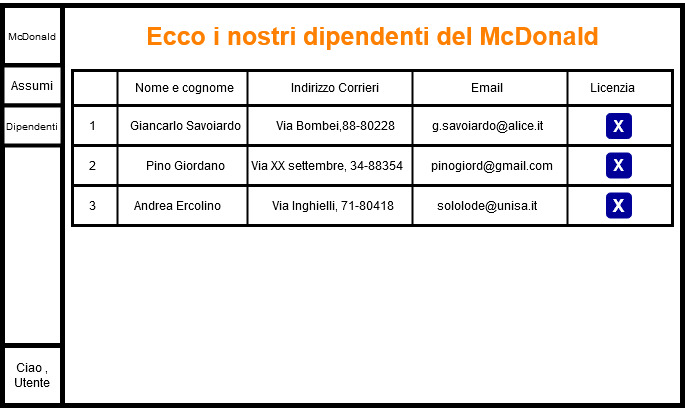 McDonald
Assumi
Dipendenti
Ciao ,
Utente
Ecco i nostri dipendenti del McDonald
Nome e cognome Indirizzo Corrieri Email Licenzia
1 Giancarlo Savoiardo Via Bombei,88-80228 g.savoiardo@alice.it X
2 Pino Giordano Via XX settembre, 34-88354 pinogiord@gmail.com X
3 Andrea Ercolino Via Inghielli, 71-80418 sololode@unisa.it X